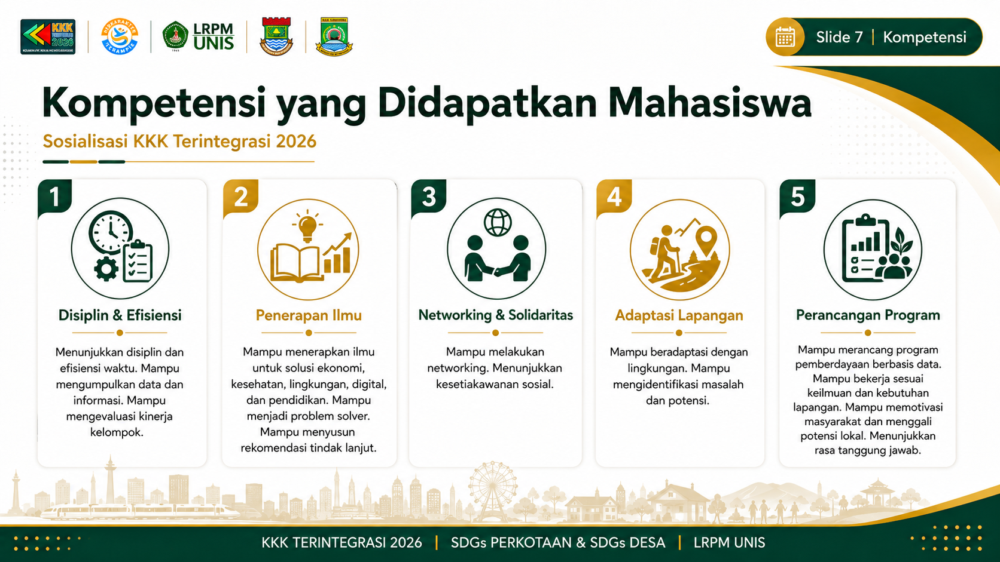 KKK
2026
BERKARAKTER
TERAMPIL
LRPM
UNIS
Slide 7 | Kompetensi
Kompetensi yang Didapatkan Mahasiswa
Sosialisasi KKK Terintegrasi 2026
1
Disiplin & Efisiensi
Menunjukkan disiplin dan
efisiensi waktu. Mampu
mengumpulkan data dan
informasi. Mampu
mengevaluasi kinerja
kelompok.
2
Penerapan Ilmu
Mampu menerapkan ilmu
untuk solusi ekonomi,
kesehatan, lingkungan, digital,
dan pendidikan. Mampu
menjadi problem solver.
Mampu menyusun
rekomendasi tindak lanjut.
3
Networking & Solidaritas
Mampu melakukan
networking. Menunjukkan
kesetiakawanan sosial.
4
Adaptasi Lapangan
Mampu beradaptasi dengan
lingkungan. Mampu
mengidentifikasi masalah
dan potensi.
5
Perancangan Program
Mampu merancang program
pemberdayaan berbasis data.
Mampu bekerja sesuai
keilmuan dan kebutuhan
lapangan. Mampu memotivasi
masyarakat dan menggali
potensi lokal. Menunjukkan
rasa tanggung jawab.
KKK TERINTEGRASI 2026 | SDGs PERKOTAAN & SDGs DESA | LRPM UNIS